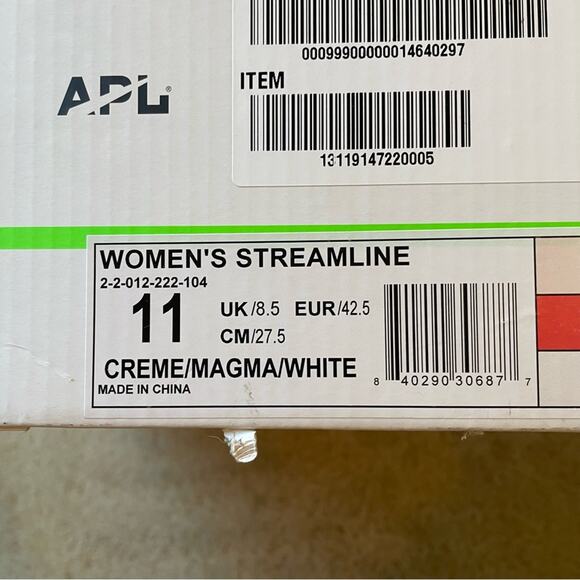 00099900000014640297
APL®
ITEM
13119147220005
WOMEN'S STREAMLINE
2-2-012-222-104
11
UK/8.5 EUR/42.5
CM/27.5
CREME/MAGMA/WHITE
MADE IN CHINA
8 40290 30687 7